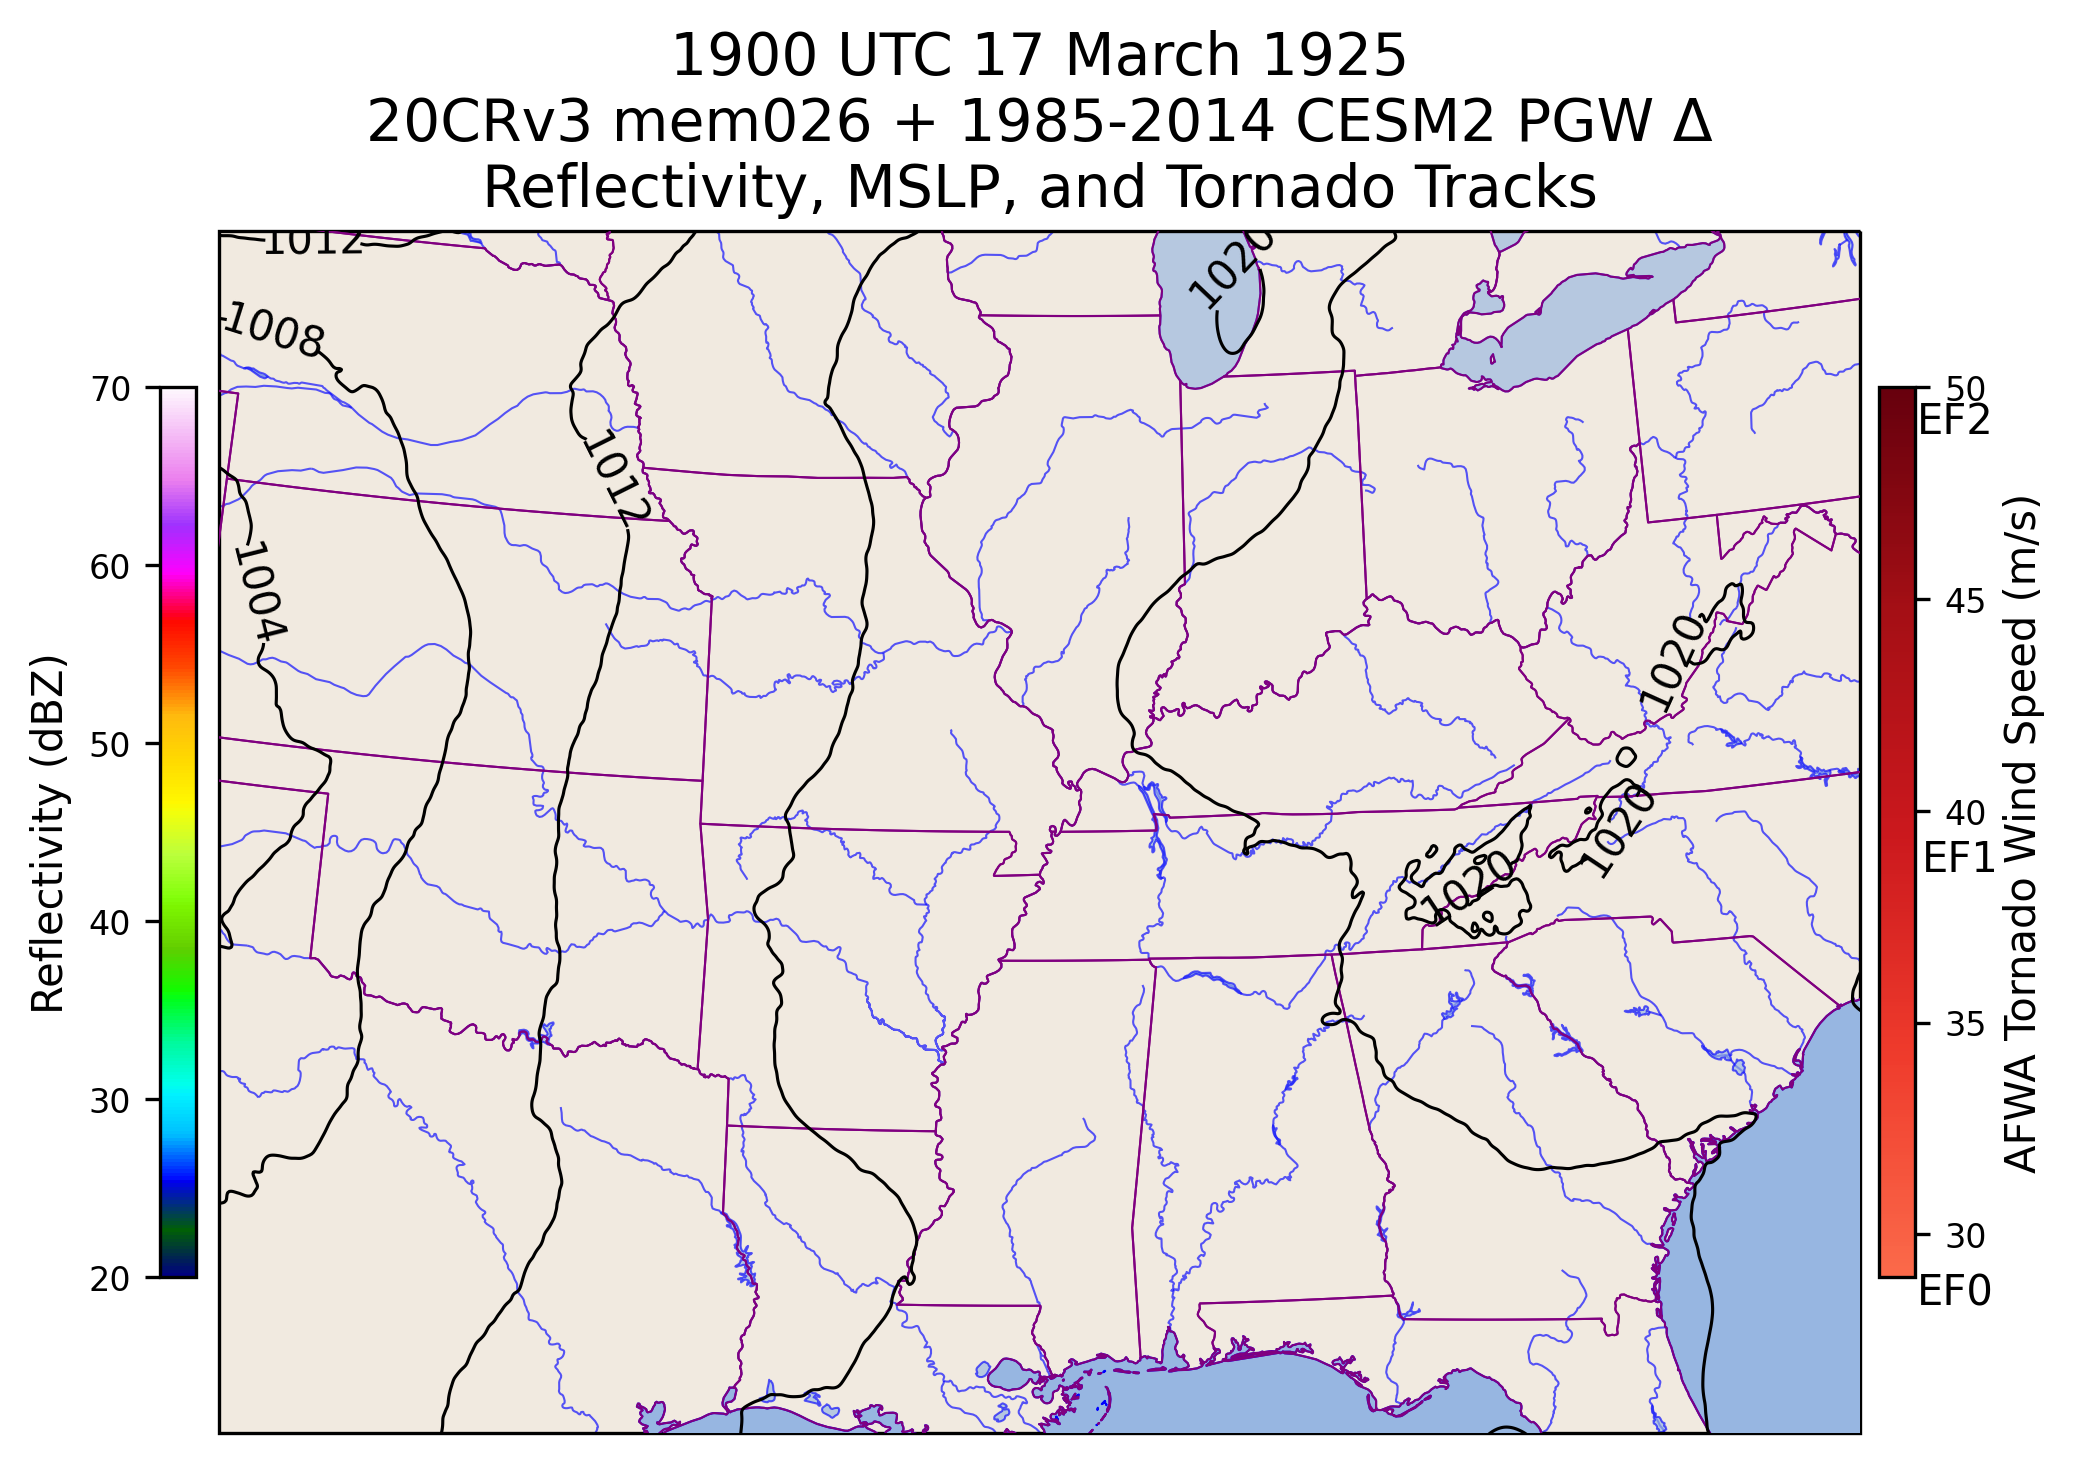 1900 UTC 17 March 1925
20CRv3 mem026 + 1985-2014 CESM2 PGW Δ
Reflectivity, MSLP, and Tornado Tracks
1012
1020
1008
1012
1004
1020
1020
1020
70
60
50
40
30
20
Reflectivity (dBZ)
50
EF2
45
40
EF1
35
30
EF0
AFWA Tornado Wind Speed (m/s)